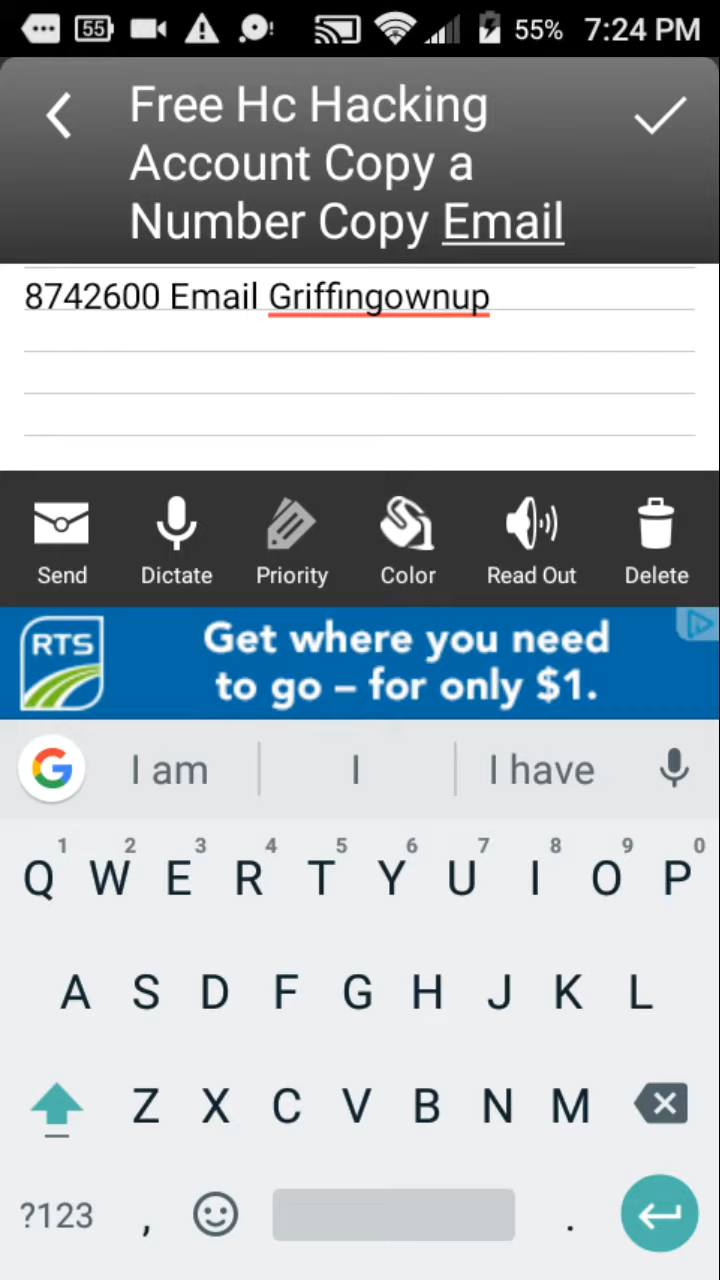 55 55% 7:24 PM
Free Hc Hacking
Account Copy a
Number Copy Email
8742600 Email Griffingownup
Send Dictate Priority Color Read Out Delete
RTS
Get where you need
to go – for only $1.
G I am I I have
1 2 3 4 5 6 7 8 9 0
Q W E R T Y U I O P
A S D F G H J K L
Z X C V B N M
?123 , .